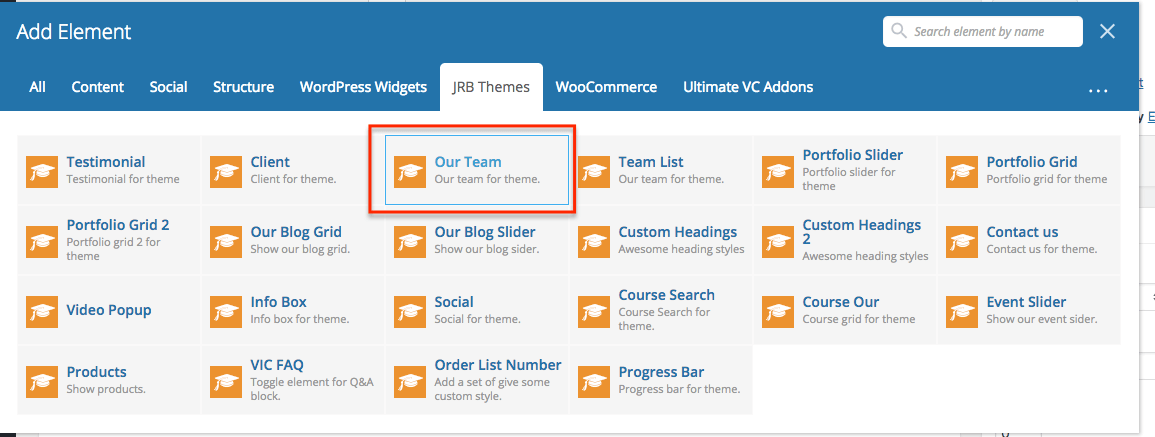 Add Element
Search element by name
All Content Social Structure WordPress Widgets JRB Themes WooCommerce Ultimate VC Addons ...
Testimonial
Testimonial for theme
Client
Client for theme.
Our Team
Our team for theme.
Team List
Our team for theme.
Portfolio Slider
Portfolio slider for
theme
Portfolio Grid
Portfolio grid for theme
Portfolio Grid 2
Portfolio grid 2 for
theme
Our Blog Grid
Show our blog grid.
Our Blog Slider
Show our blog sider.
Custom Headings
Awesome heading styles
Custom Headings
2
Awesome heading styles
Contact us
Contact us for theme.
Video Popup
Info Box
Info box for theme.
Social
Social for theme.
Course Search
Course Search for
theme.
Course Our
Course grid for theme
Event Slider
Show our event sider.
Products
Show products.
VIC FAQ
Toggle element for Q&A
block.
Order List Number
Add a set of give some
custom style.
Progress Bar
Progress bar for theme.